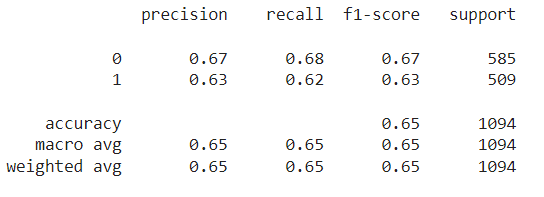 precision recall f1-score support
0 0.67 0.68 0.67 585
1 0.63 0.62 0.63 509
accuracy 0.65 1094
macro avg 0.65 0.65 0.65 1094
weighted avg 0.65 0.65 0.65 1094